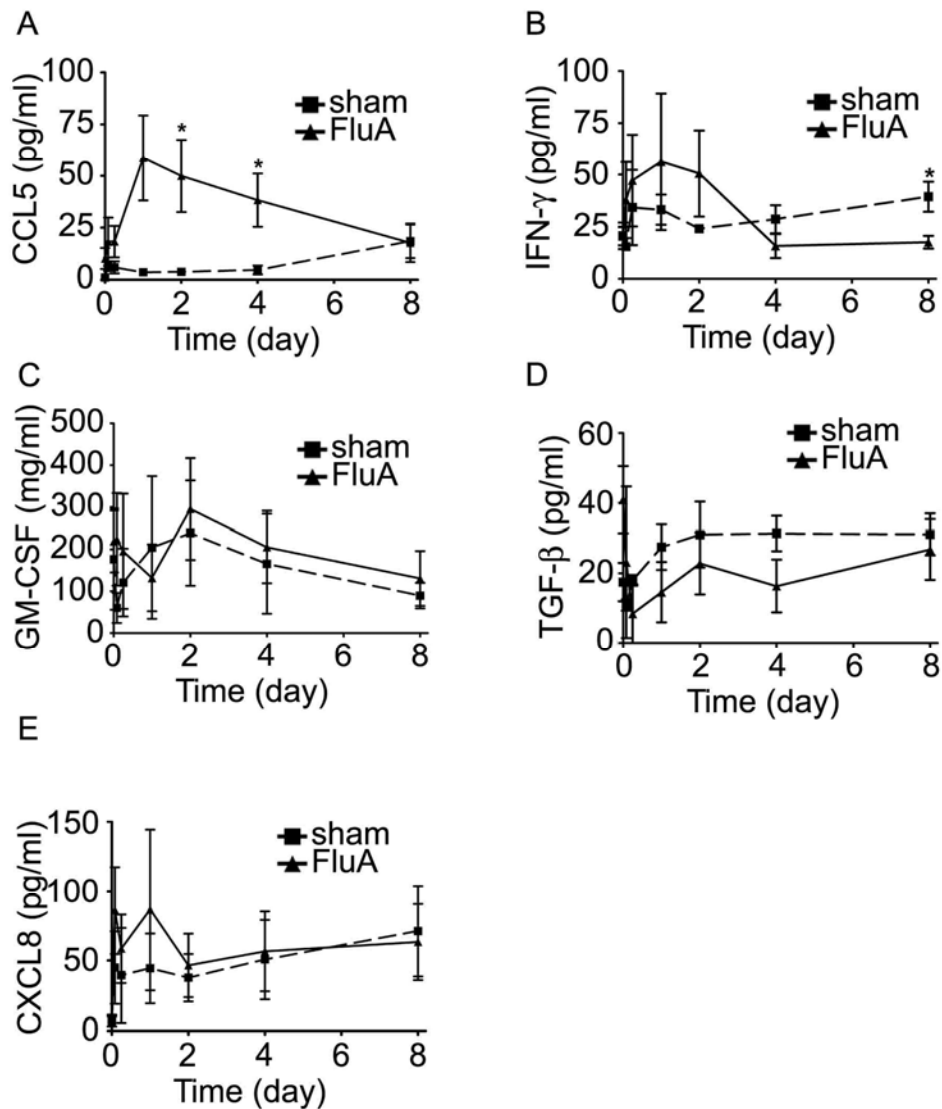 A
CCL5 (pg/ml)
100
75
50
25
0
sham
FluA
*
*
0 2 4 6 8
Time (day)
B
IFN-γ (pg/ml)
100
75
50
25
0
sham
FluA
*
0 2 4 6 8
Time (day)
C
GM-CSF (mg/ml)
500
400
300
200
100
0
sham
FluA
0 2 4 6 8
Time (day)
D
TGF-β (pg/ml)
60
40
20
0
sham
FluA
0 2 4 6 8
Time (day)
E
CXCL8 (pg/ml)
150
100
50
0
sham
FluA
0 2 4 6 8
Time (day)